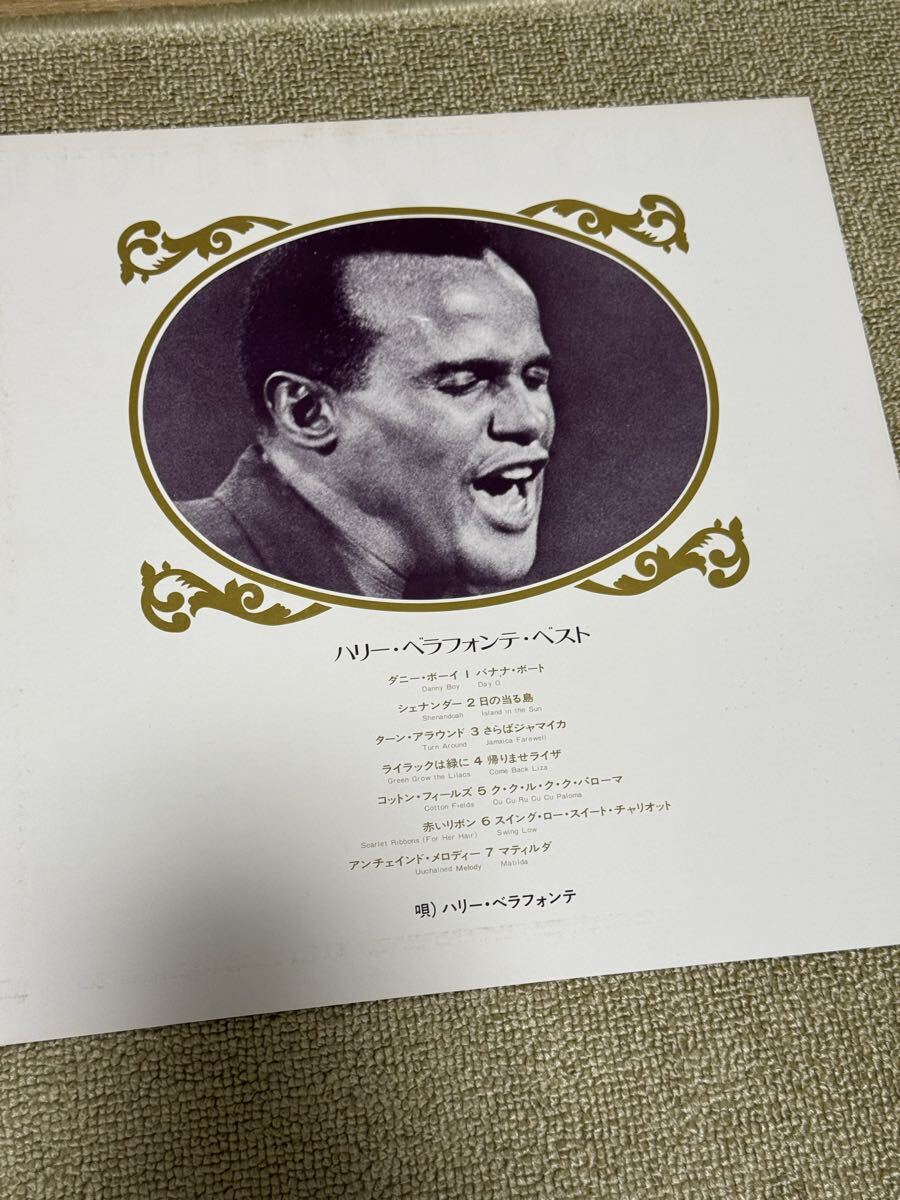 ハリー・ベラフォンテ・ベスト
ダニー・ボーイ 1 バナナ・ボート
Danny Boy Day O
シェナンダー 2 日の当る島
Shenandoah Island in the Sun
ターン・アラウンド 3 さらばジャマイカ
Turn Around Jamaica Farewell
ライラックは緑に 4 帰りませライザ
Green Grow the Lilacs Come Back Liza
コットン・フィールズ 5 ク・ク・ル・ク・ク・パローマ
Cotton Fields Cu Cu Ru Cu Cu Paloma
赤いリボン 6 スイング・ロー・スイート・チャリオット
Scarlet Ribbons (For Her Hair) Swing Low
アンチェインド・メロディー 7 マティルダ
Uuchained Melody Matilda
唄) ハリー・ベラフォンテ